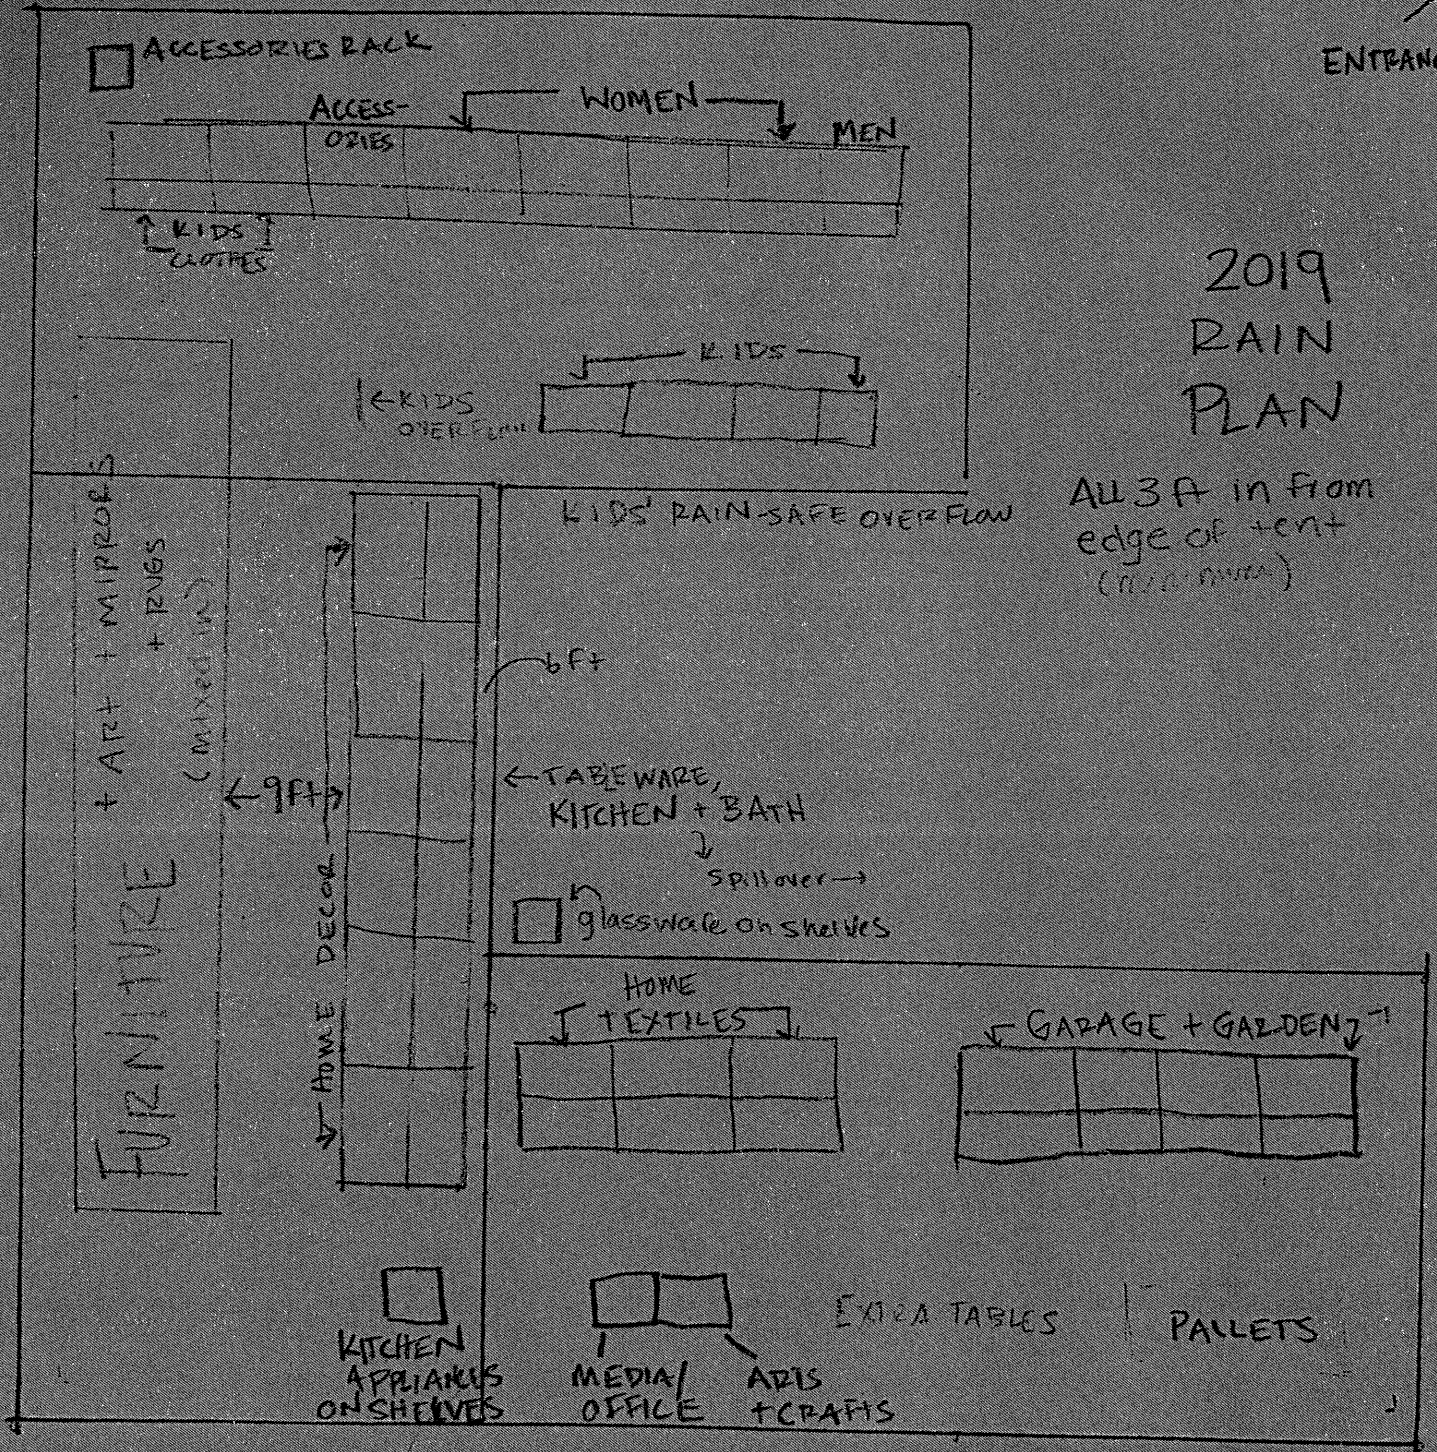 ACCESSORIES RACK
ENTRANC
ACCESS-
ORIES
WOMEN
MEN
KIDS
CLOTHES
2019
RAIN
PLAN
KIDS
←KIDS
OVERFLOW
All 3 ft in from
edge of tent
(minimum)
KIDS' RAIN-SAFE OVERFLOW
FURNITURE + ART + MIRRORS
+ RUGS
(mixed in)
6 Ft
←9ft→
HOME DECOR
←TABLEWARE,
KITCHEN + BATH
↓
spillover→
glassware on shelves
HOME
TEXTILES
GARAGE + GARDEN
KITCHEN
APPLIANCES
ON SHELVES
MEDIA/
OFFICE
ARTS
+CRAFTS
EXTRA TABLES
PALLETS